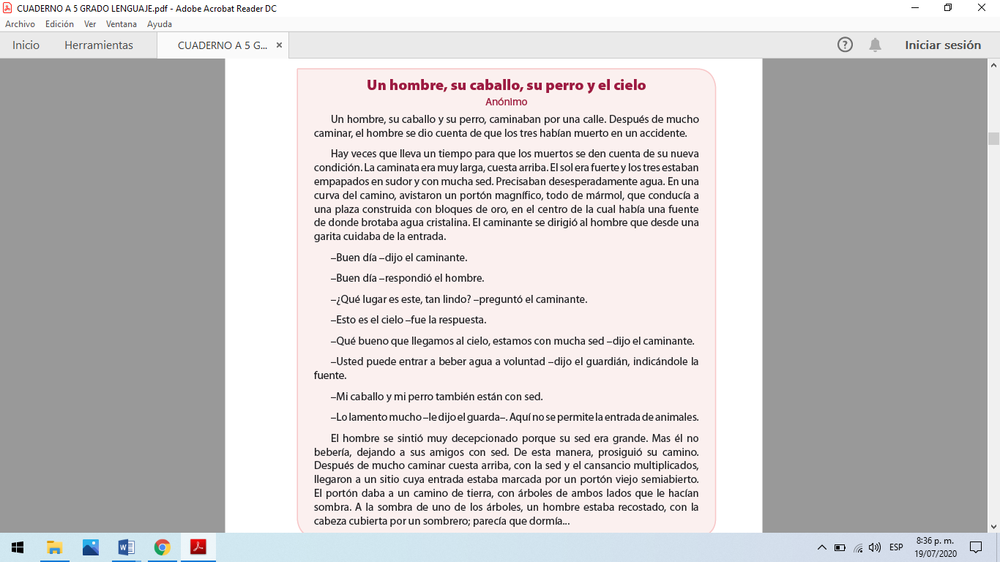 CUADERNO A 5 GRADO LENGUAJE.pdf - Adobe Acrobat Reader DC
Archivo Edición Ver Ventana Ayuda
Inicio Herramientas CUADERNO A 5 G... × ? Iniciar sesión
Un hombre, su caballo, su perro y el cielo
Anónimo
Un hombre, su caballo y su perro, caminaban por una calle. Después de mucho
caminar, el hombre se dio cuenta de que los tres habían muerto en un accidente.
Hay veces que lleva un tiempo para que los muertos se den cuenta de su nueva
condición. La caminata era muy larga, cuesta arriba. El sol era fuerte y los tres estaban
empapados en sudor y con mucha sed. Precisaban desesperadamente agua. En una
curva del camino, avistaron un portón magnífico, todo de mármol, que conducía a
una plaza construida con bloques de oro, en el centro de la cual había una fuente
de donde brotaba agua cristalina. El caminante se dirigió al hombre que desde una
garita cuidaba de la entrada.
–Buen día –dijo el caminante.
–Buen día –respondió el hombre.
–¿Qué lugar es este, tan lindo? –preguntó el caminante.
–Esto es el cielo –fue la respuesta.
–Qué bueno que llegamos al cielo, estamos con mucha sed –dijo el caminante.
–Usted puede entrar a beber agua a voluntad –dijo el guardián, indicándole la
fuente.
–Mi caballo y mi perro también están con sed.
–Lo lamento mucho –le dijo el guarda–. Aquí no se permite la entrada de animales.
El hombre se sintió muy decepcionado porque su sed era grande. Mas él no
bebería, dejando a sus amigos con sed. De esta manera, prosiguió su camino.
Después de mucho caminar cuesta arriba, con la sed y el cansancio multiplicados,
llegaron a un sitio cuya entrada estaba marcada por un portón viejo semiabierto.
El portón daba a un camino de tierra, con árboles de ambos lados que le hacían
sombra. A la sombra de uno de los árboles, un hombre estaba recostado, con la
cabeza cubierta por un sombrero; parecía que dormía...
ESP 8:36 p. m.
19/07/2020